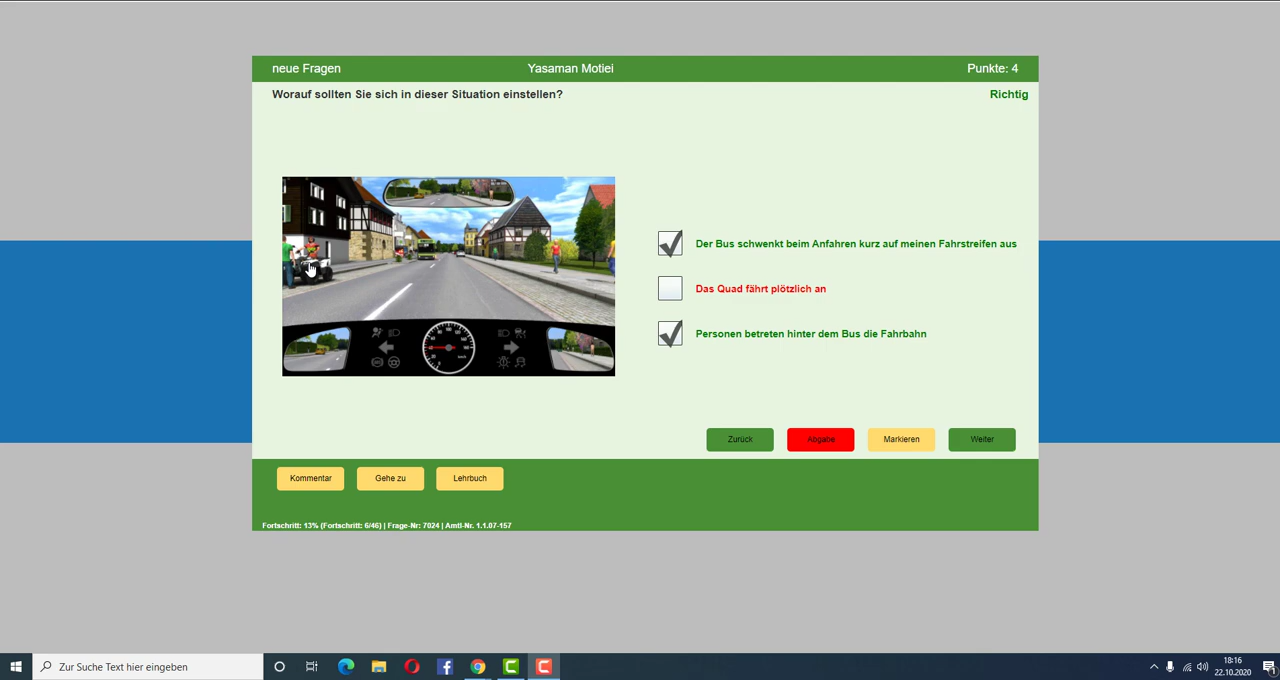 neue Fragen
Yasaman Motiei
Punkte: 4
Worauf sollten Sie sich in dieser Situation einstellen?
Richtig
Der Bus schwenkt beim Anfahren kurz auf meinen Fahrstreifen aus
Das Quad fährt plötzlich an
Personen betreten hinter dem Bus die Fahrbahn
Zurück
Abgabe
Markieren
Weiter
Kommentar
Gehe zu
Lehrbuch
Fortschritt: 13% (Fortschritt: 6/46) | Frage-Nr: 7024 | Amtl-Nr. 1.1.07-157
Zur Suche Text hier eingeben
18:16
22.10.2020